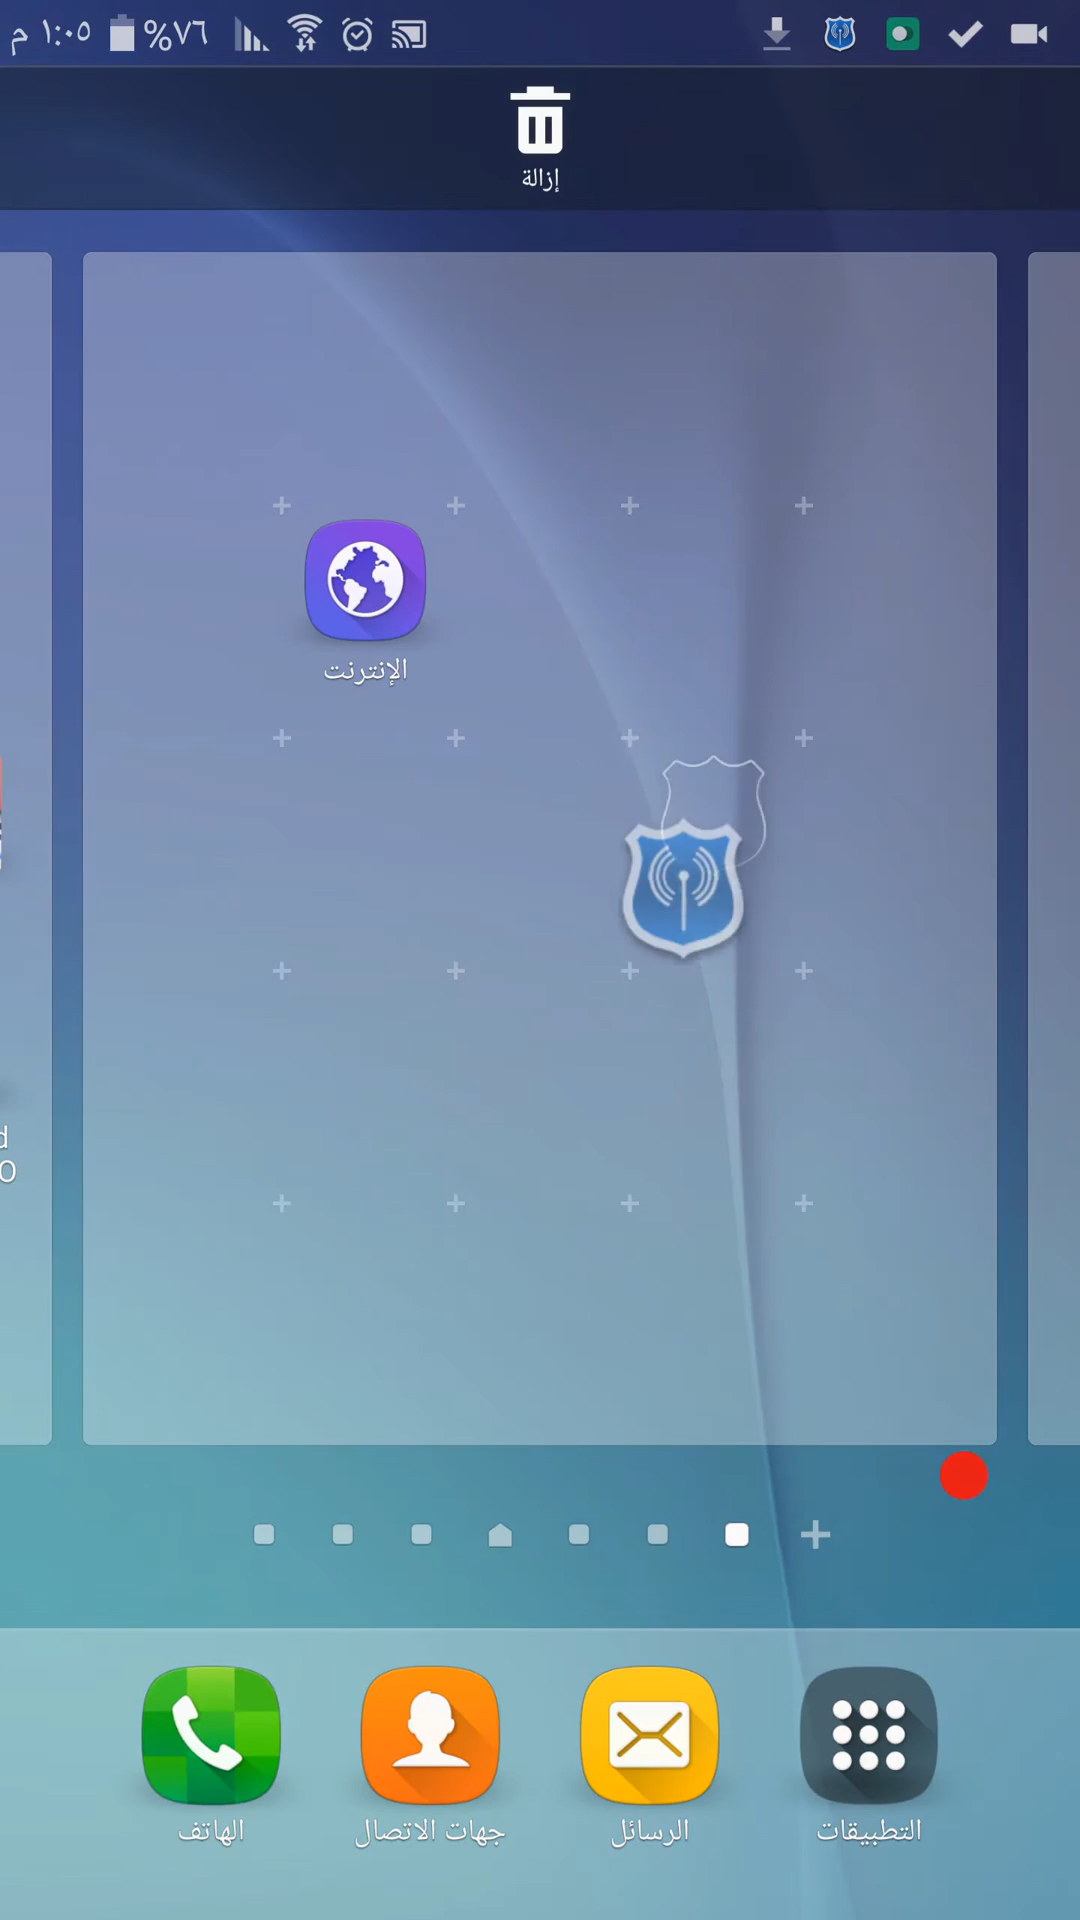 ١:٠٥ م
%٧٦
إزالة
الإنترنت
d
O
الهاتف
جهات الاتصال
الرسائل
التطبيقات